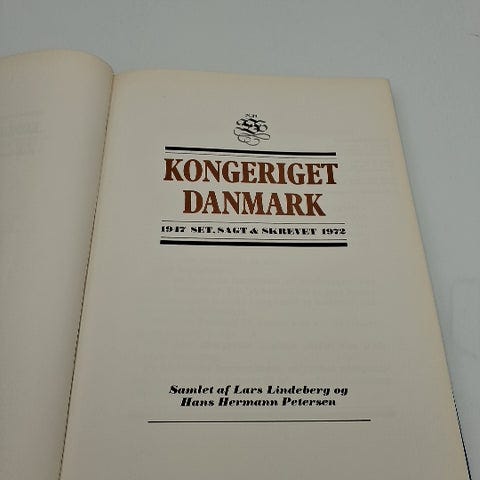 KONGERIGET
DANMARK
1947 SET, SAGT & SKREVET 1972
Samlet af Lars Lindeberg og
Hans Hermann Petersen